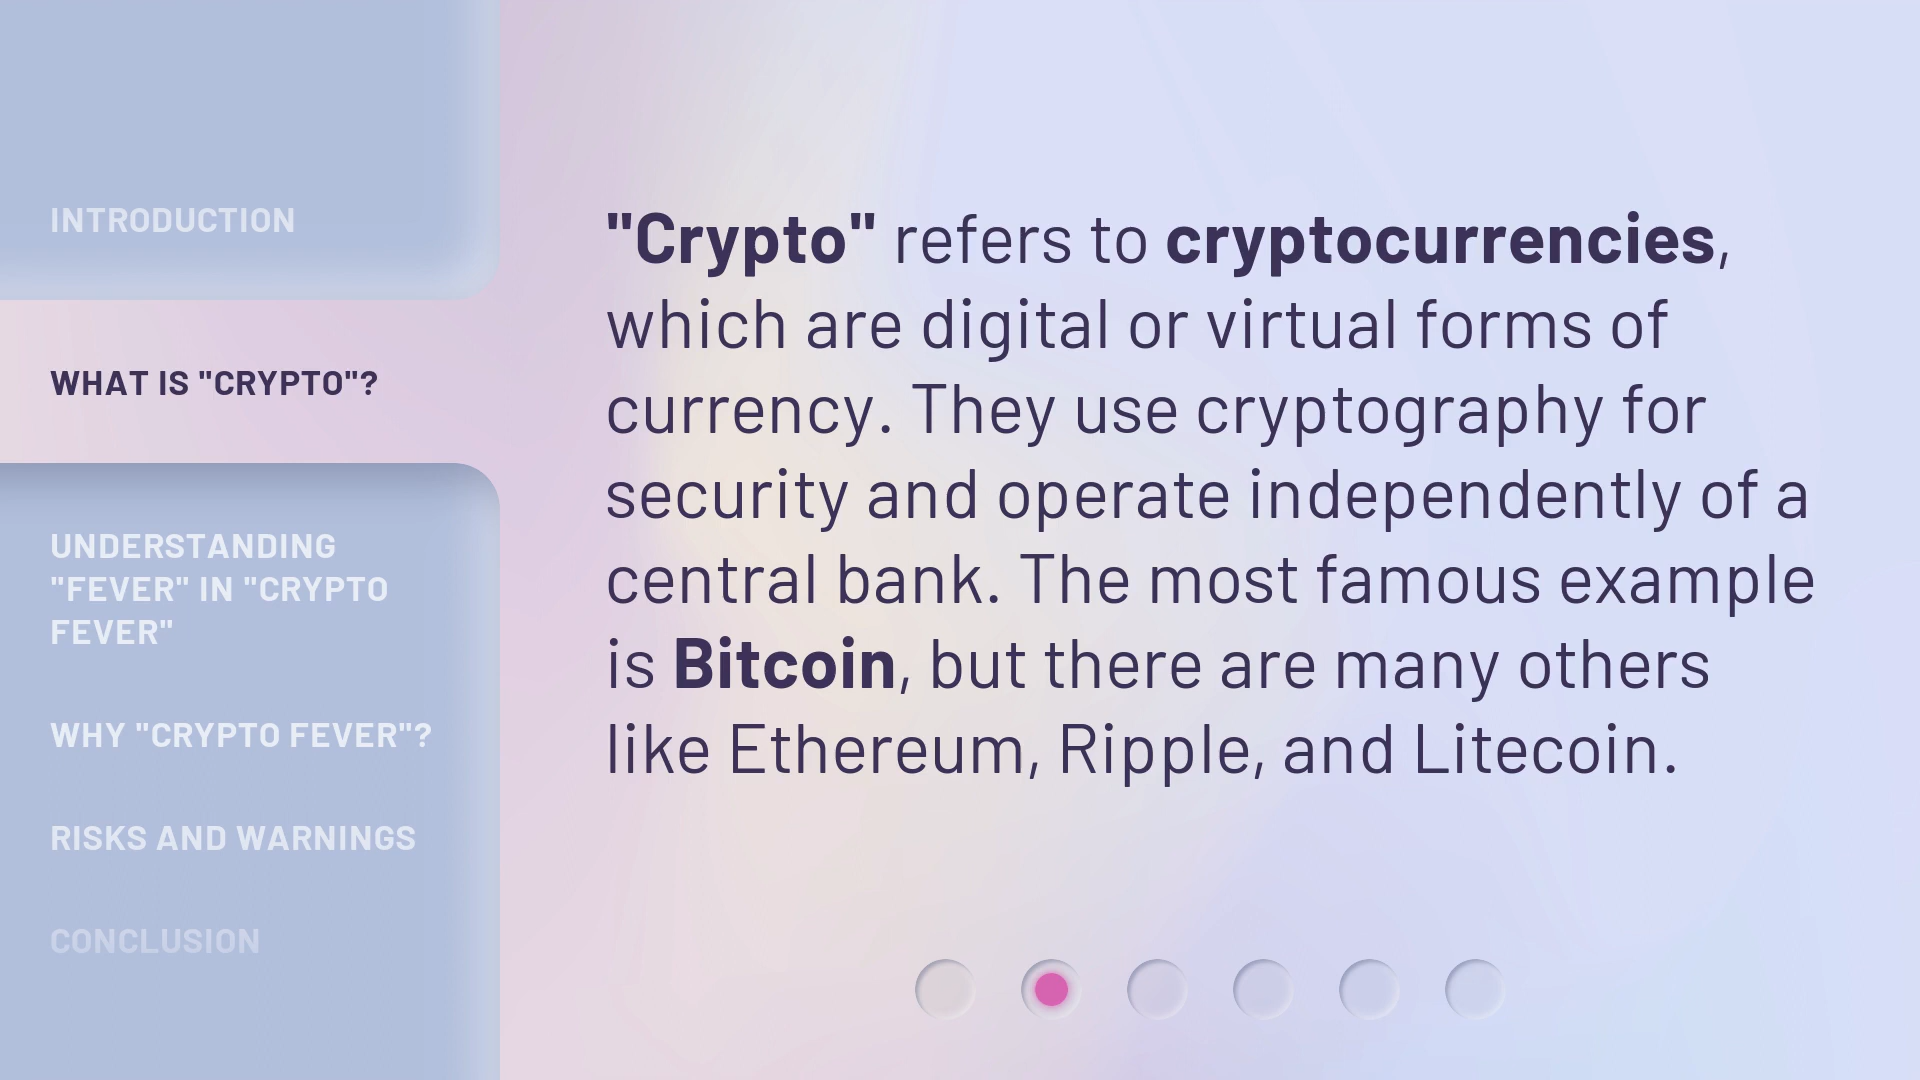 INTRODUCTION
WHAT IS "CRYPTO"?
UNDERSTANDING
"FEVER" IN "CRYPTO
FEVER"
WHY "CRYPTO FEVER"?
RISKS AND WARNINGS
CONCLUSION
"Crypto" refers to cryptocurrencies,
which are digital or virtual forms of
currency. They use cryptography for
security and operate independently of a
central bank. The most famous example
is Bitcoin, but there are many others
like Ethereum, Ripple, and Litecoin.